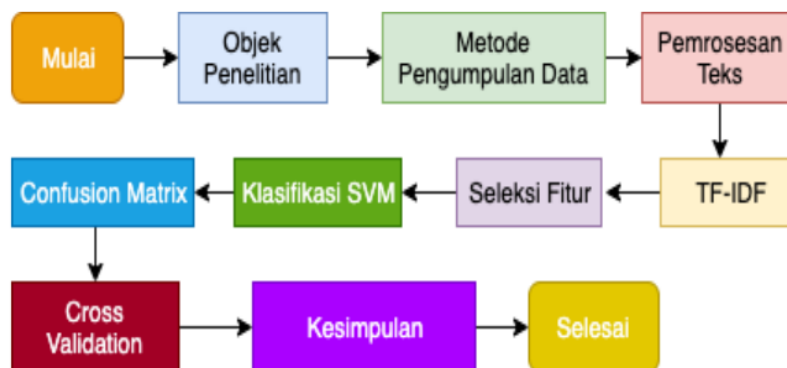 Mulai
Objek
Penelitian
Metode
Pengumpulan Data
Pemrosesan
Teks
TF-IDF
Seleksi Fitur
Klasifikasi SVM
Confusion Matrix
Cross
Validation
Kesimpulan
Selesai